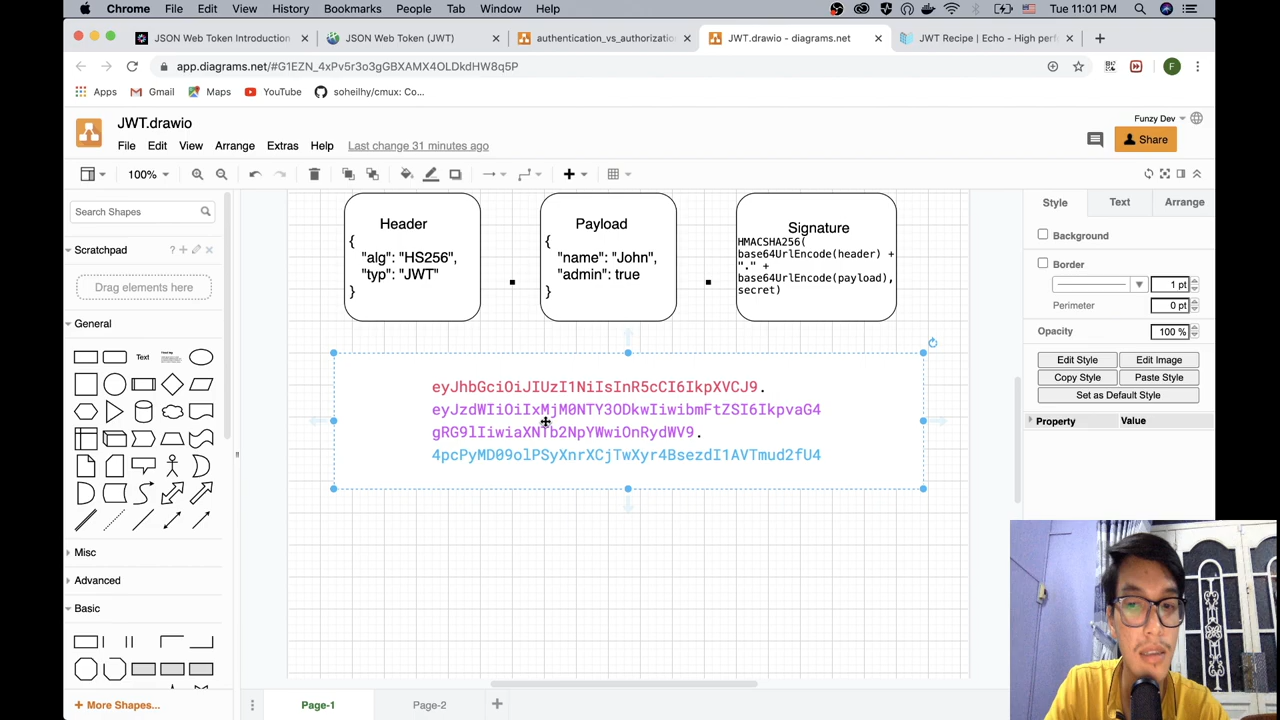 Chrome File Edit View History Bookmarks People Tab Window Help Tue 11:01 PM
JSON Web Token Introduction
JSON Web Token (JWT)
authentication_vs_authorizatio
JWT.drawio - diagrams.net
JWT Recipe | Echo - High perf
app.diagrams.net/#G1EZN_4xPv5r3o3gGBXAMX4OLDkdHW8q5P
F
Apps Gmail Maps YouTube soheilhy/cmux: Co...
JWT.drawio
Funzy Dev
File Edit View Arrange Extras Help Last change 31 minutes ago
Share
100%
Search Shapes
Scratchpad
?
Drag elements here
General
Text
Heading
Misc
Advanced
Basic
+ More Shapes...
Header
{
"alg": "HS256",
"typ": "JWT"
}
.
Payload
{
"name": "John",
"admin": true
}
.
Signature
HMACSHA256(
base64UrlEncode(header) +
"." +
base64UrlEncode(payload),
secret)
eyJhbGciOiJIUzI1NiIsInR5cCI6IkpXVCJ9.
eyJzdWIiOiIxMjM0NTY3ODkwIiwibmFtZSI6IkpvaG4
gRG9lIiwiaXNTb2NpYWwiOnRydWV9.
4pcPyMD09olPSyXnrXCjTwXyr4BsezdI1AVTmud2fU4
Style Text Arrange
Background
Border
1 pt
Perimeter 0 pt
Opacity 100 %
Edit Style Edit Image
Copy Style Paste Style
Set as Default Style
Property Value
Page-1 Page-2